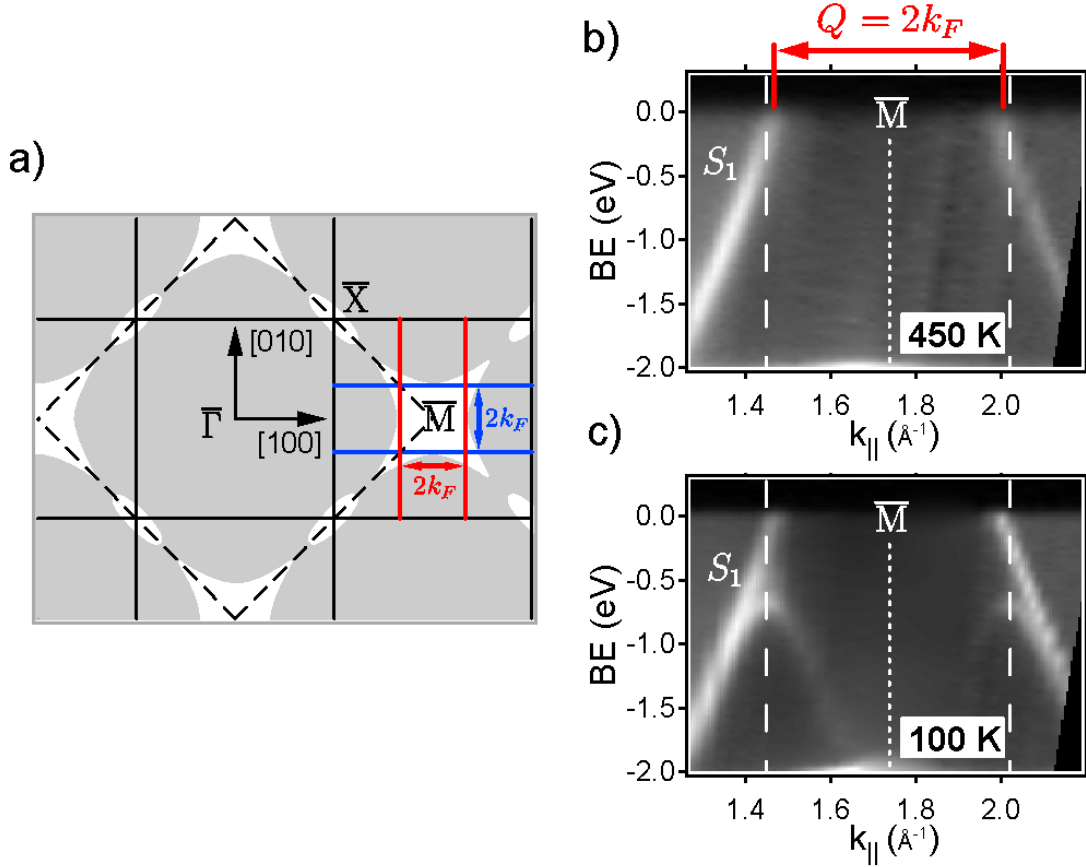 a)
X̅
[010]
Γ̅
M̅
2k_F
[100]
2k_F
b)
Q = 2k_F
0.0
M̅
S₁
-0.5
BE (eV)
-1.0
-1.5
450 K
-2.0
1.4
1.6
1.8
2.0
k_|| (Å⁻¹)
c)
0.0
M̅
S₁
-0.5
BE (eV)
-1.0
-1.5
100 K
-2.0
1.4
1.6
1.8
2.0
k_|| (Å⁻¹)